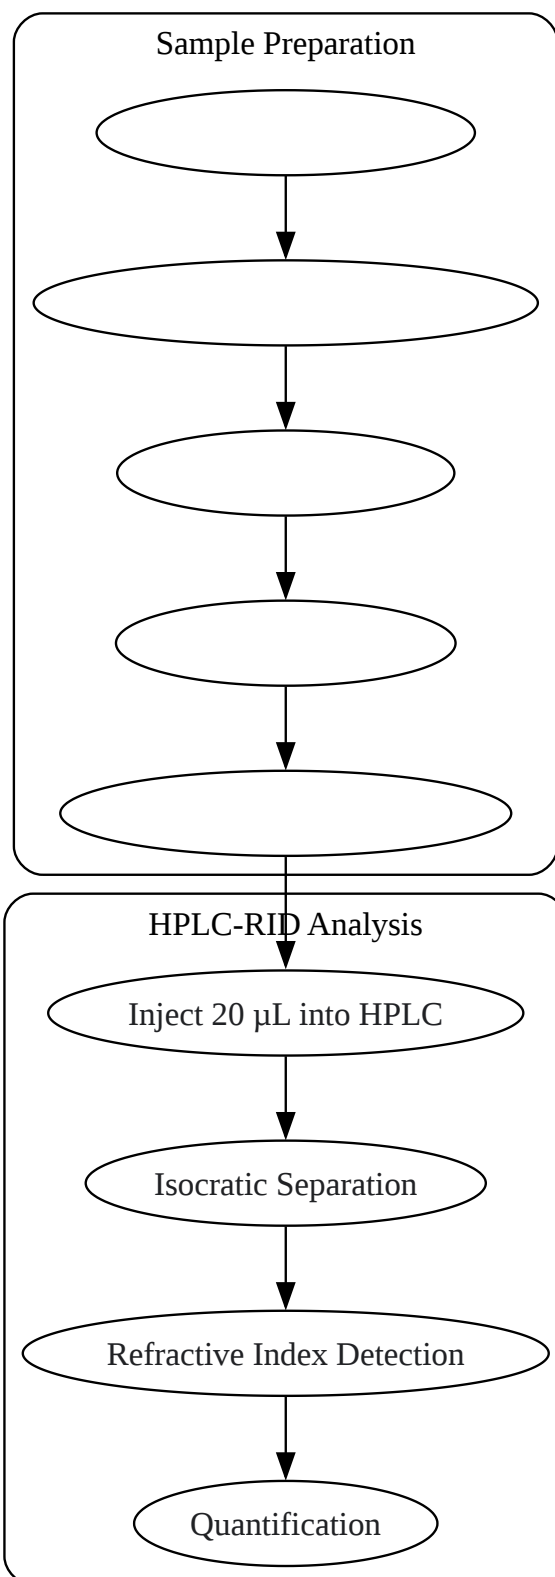 Sample Preparation
HPLC-RID Analysis
Inject 20 µL into HPLC
Isocratic Separation
Refractive Index Detection
Quantification